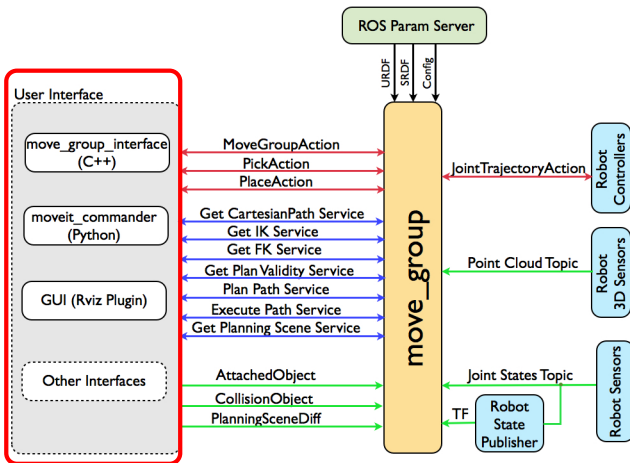 ROS Param Server
URDF
SRDF
Config
User Interface
move_group_interface
(C++)
moveit_commander
(Python)
GUI (Rviz Plugin)
Other Interfaces
MoveGroupAction
PickAction
PlaceAction
Get CartesianPath Service
Get IK Service
Get FK Service
Get Plan Validity Service
Plan Path Service
Execute Path Service
Get Planning Scene Service
AttachedObject
CollisionObject
PlanningSceneDiff
move_group
JointTrajectoryAction
Robot
Controllers
Point Cloud Topic
Robot
3D Sensors
Joint States Topic
TF
Robot
State
Publisher
Robot Sensors